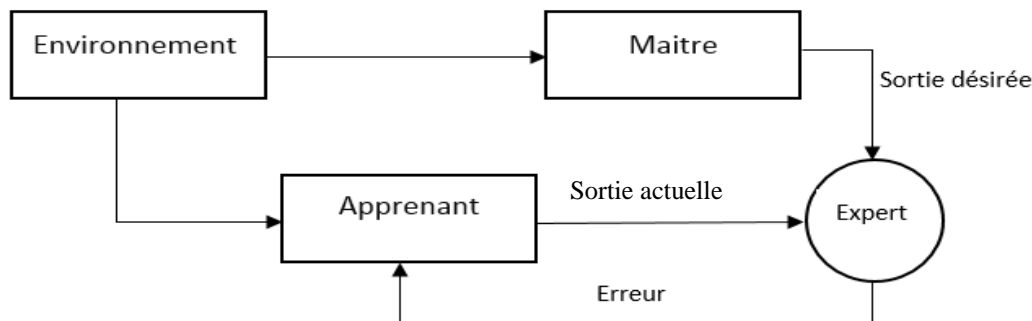 Environnement
Maitre
Sortie désirée
Apprenant
Sortie actuelle
Expert
Erreur